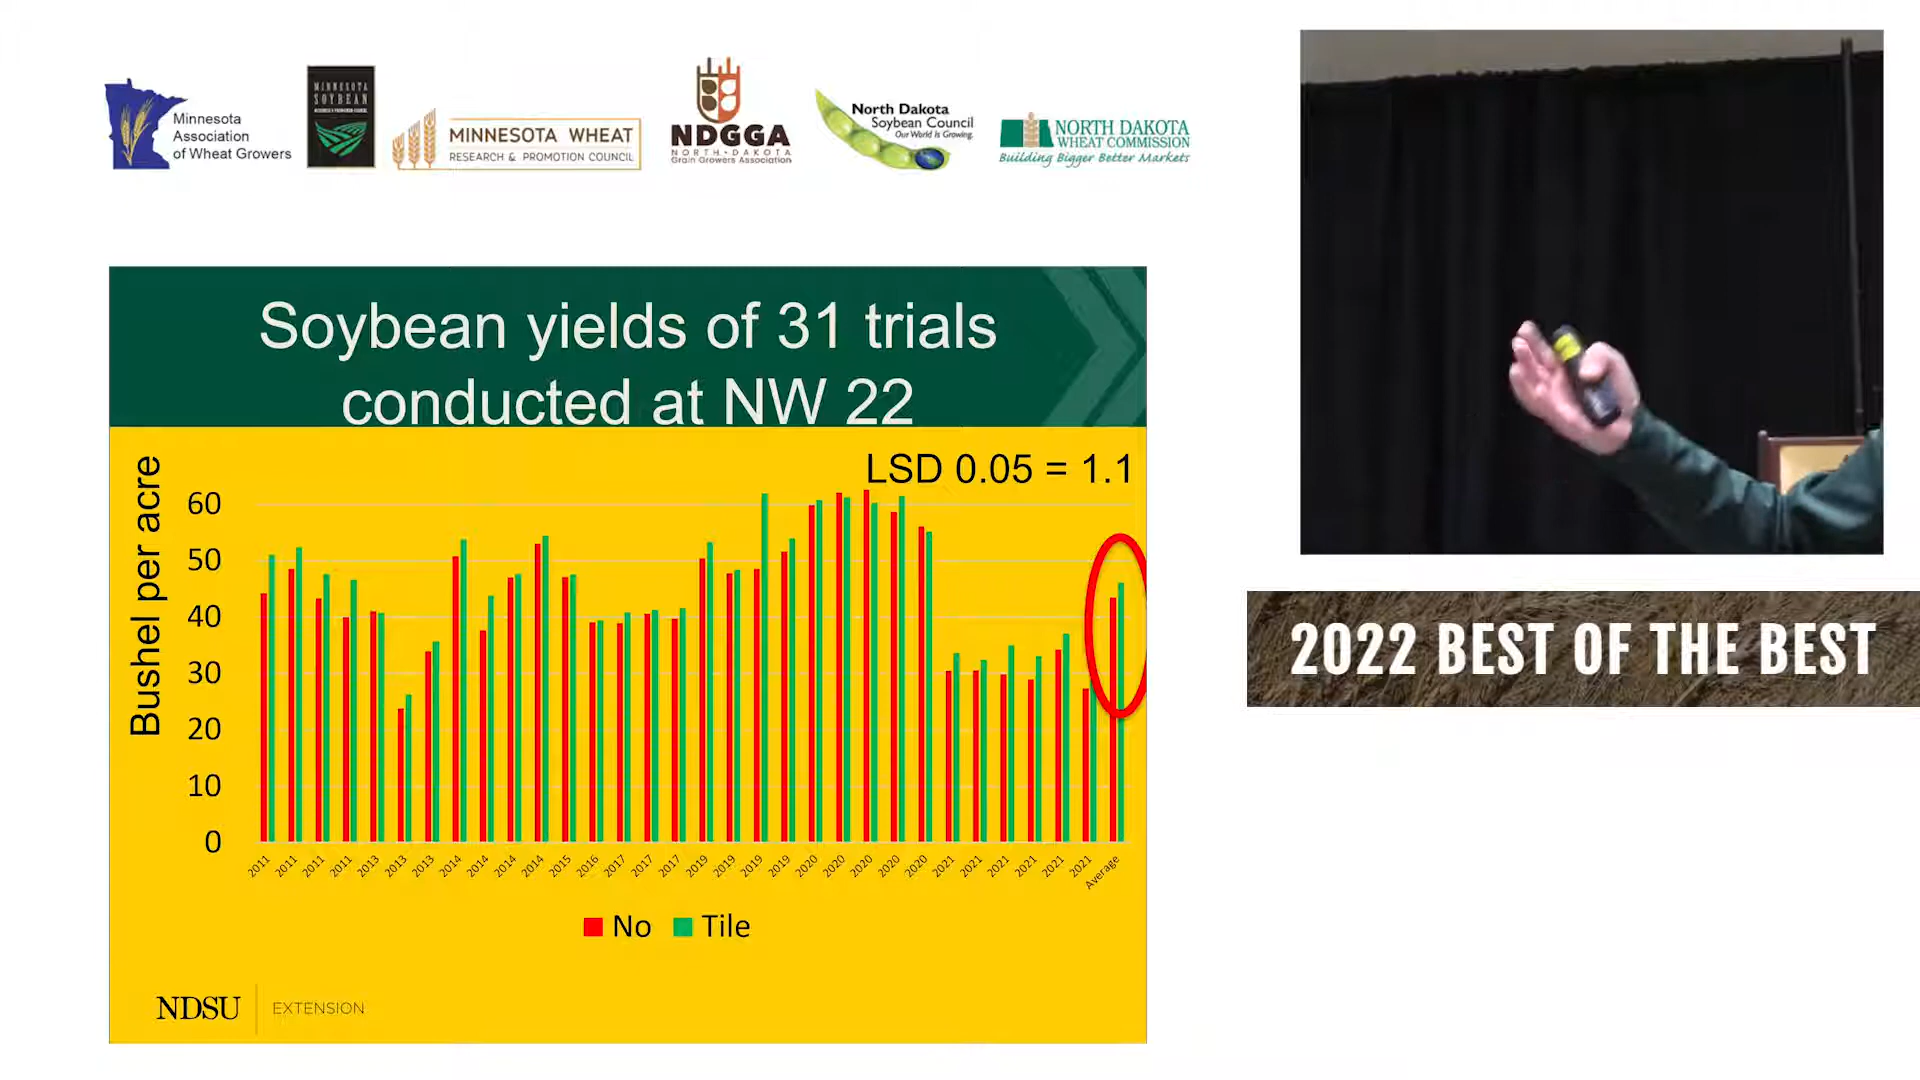 Minnesota
Association
of Wheat Growers
MINNESOTA
SOYBEAN
MINNESOTA WHEAT
RESEARCH & PROMOTION COUNCIL
NDGGA
NORTH · DAKOTA
Grain Growers Association
North Dakota
Soybean Council
Our World Is Growing.
NORTH DAKOTA
WHEAT COMMISSION
Building Bigger Better Markets
Soybean yields of 31 trials
conducted at NW 22
LSD 0.05 = 1.1
Bushel per acre
60
50
40
30
20
10
0
2011 2011 2011 2011 2013 2013 2013 2014 2014 2014 2014 2015 2016 2017 2017 2017 2019 2019 2019 2019 2020 2020 2020 2020 2020 2021 2021 2021 2021 2021 2021 Average
No Tile
NDSU EXTENSION
2022 BEST OF THE BEST